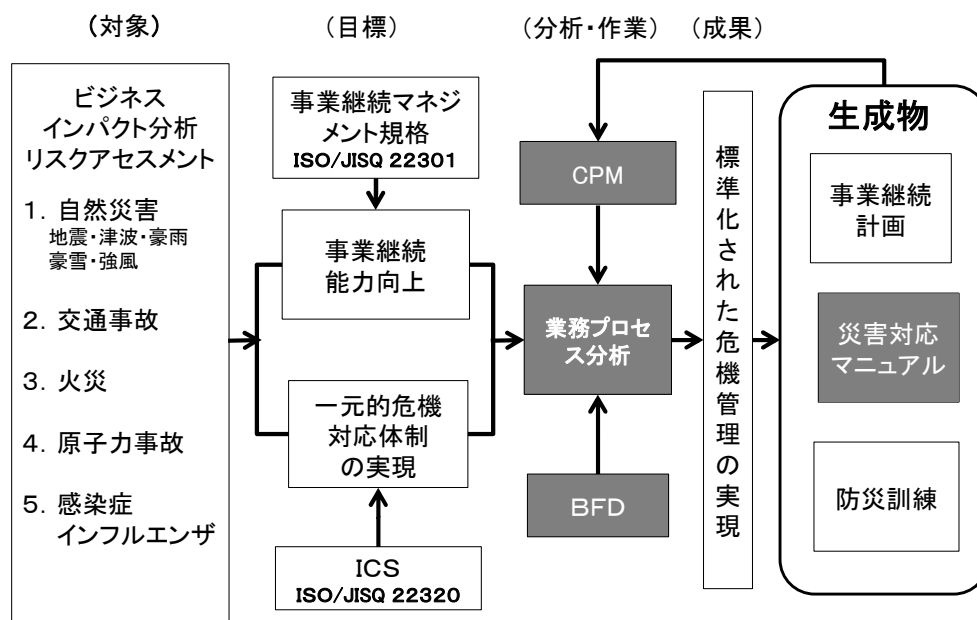 （対象）
（目標）
（分析・作業）
（成果）
ビジネス
インパクト分析
リスクアセスメント
1．自然災害
地震・津波・豪雨
豪雪・強風
2．交通事故
3．火災
4．原子力事故
5．感染症
インフルエンザ
事業継続マネジ
メント規格
ISO/JISQ 22301
事業継続
能力向上
一元的危機
対応体制
の実現
ICS
ISO/JISQ 22320
CPM
業務プロセ
ス分析
BFD
標準化された危機管理の実現
生成物
事業継続
計画
災害対応
マニュアル
防災訓練